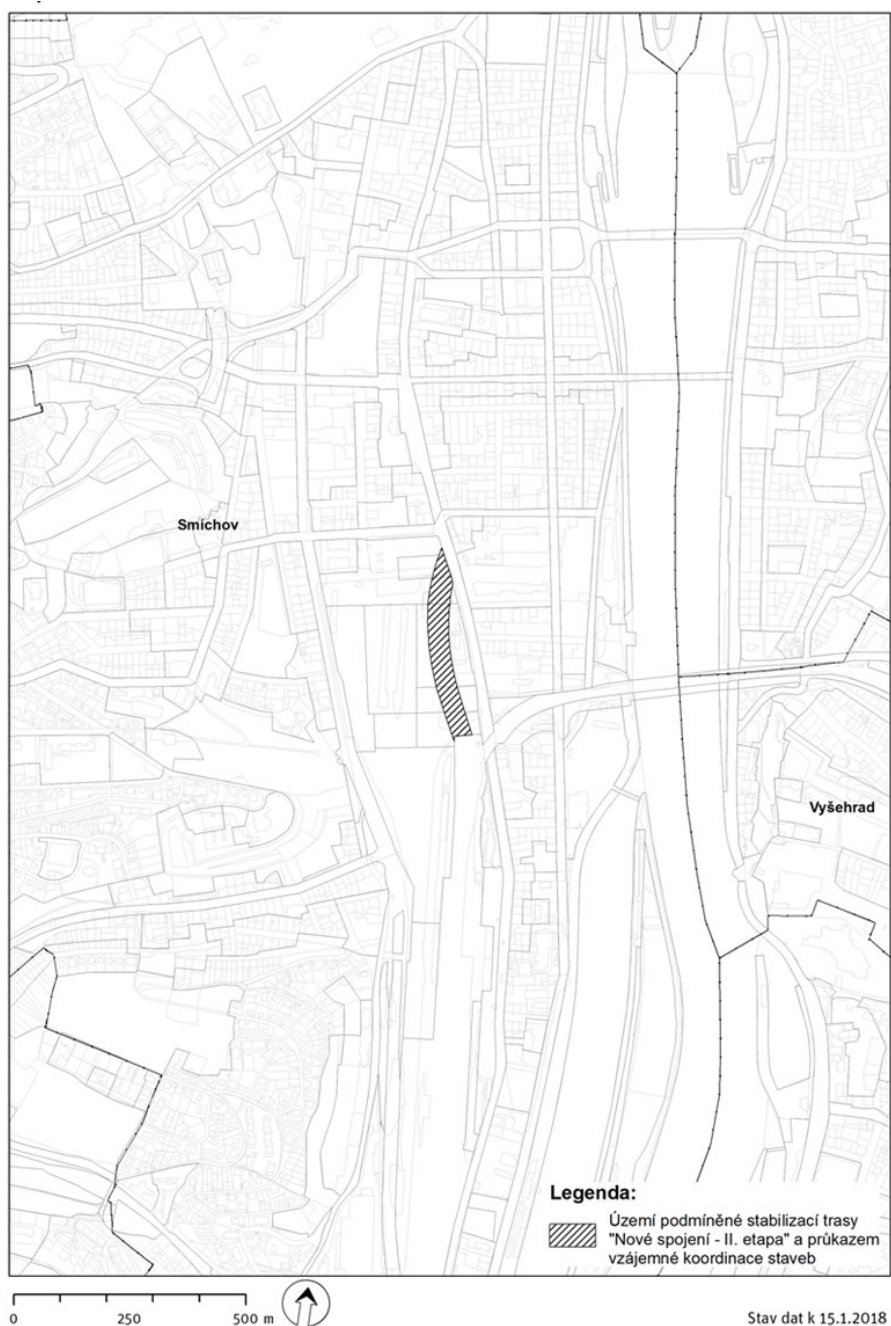 Smíchov
Vyšehrad
Legenda:
Území podmíněné stabilizací trasy
"Nové spojení - II. etapa" a průkazem
vzájemné koordinace staveb
0 250 500 m
Stav dat k 15.1.2018